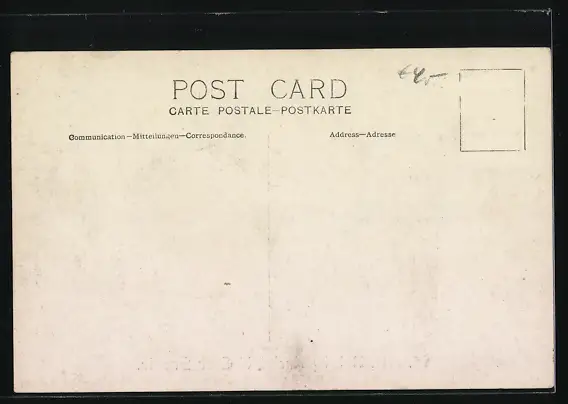 POST CARD
CARTE POSTALE—POSTKARTE
Communication—Mitteilungen—Correspondance.
Address—Adresse